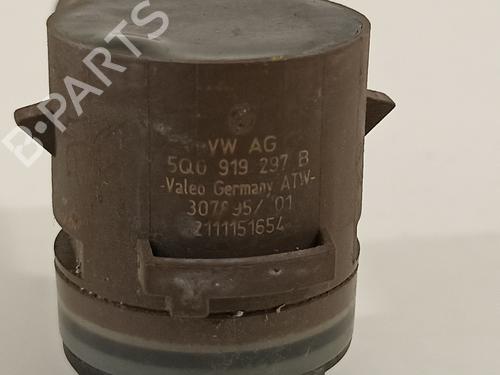 B-PARTS
VW AG
5Q0 919 297 B
-Valeo Germany ATW-
01
2111151654